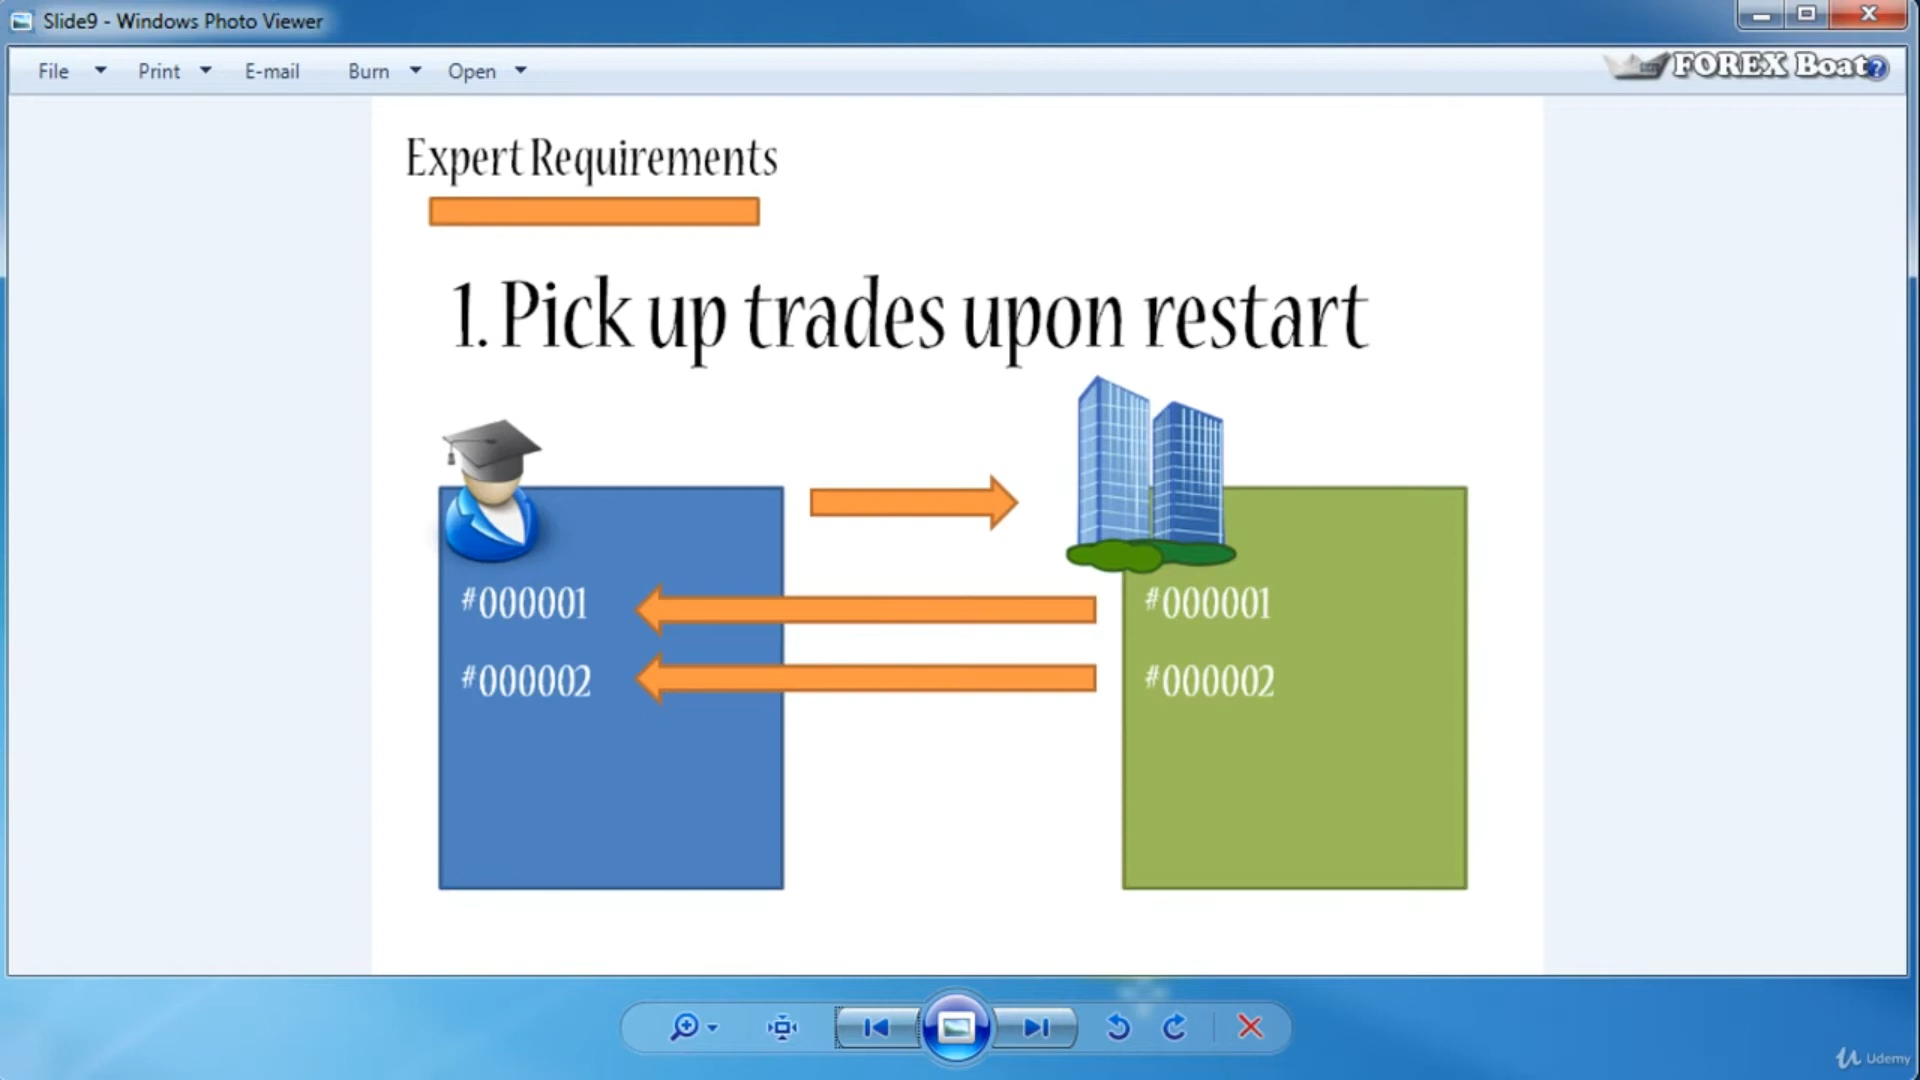 Slide9 - Windows Photo Viewer
File Print E-mail Burn Open
FOREX Boat
Expert Requirements
1. Pick up trades upon restart
#000001 #000001
#000002 #000002
Udemy